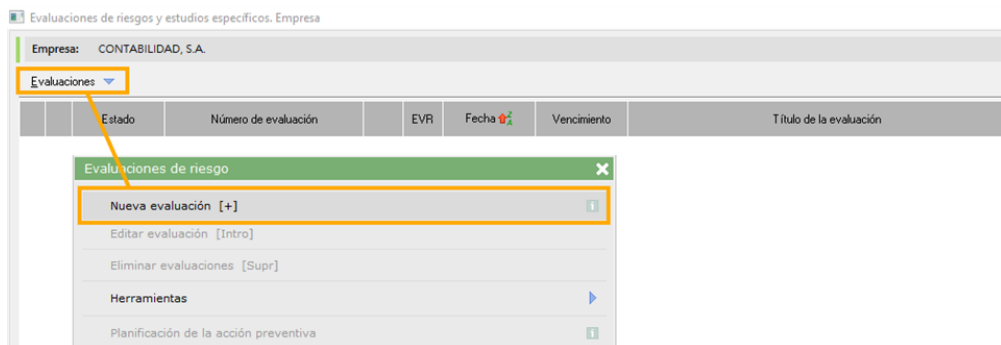 Evaluaciones de riesgos y estudios específicos. Empresa
Empresa: CONTABILIDAD, S.A.
Evaluaciones
Estado Número de evaluación EVR Fecha Vencimiento Título de la evaluación
Evaluaciones de riesgo
Nueva evaluación [+]
Editar evaluación [Intro]
Eliminar evaluaciones [Supr]
Herramientas
Planificación de la acción preventiva